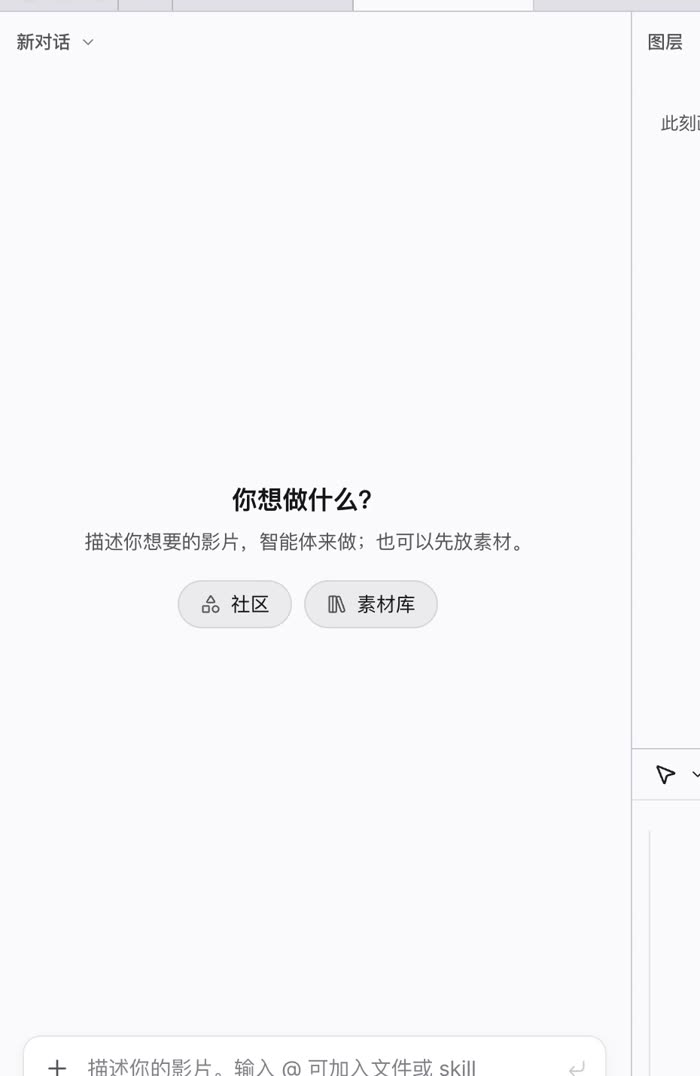 新对话
图层
此刻
你想做什么?
描述你想要的影片，智能体来做；也可以先放素材。
社区
素材库
描述你的影片。输入 @ 可加入文件或 skill